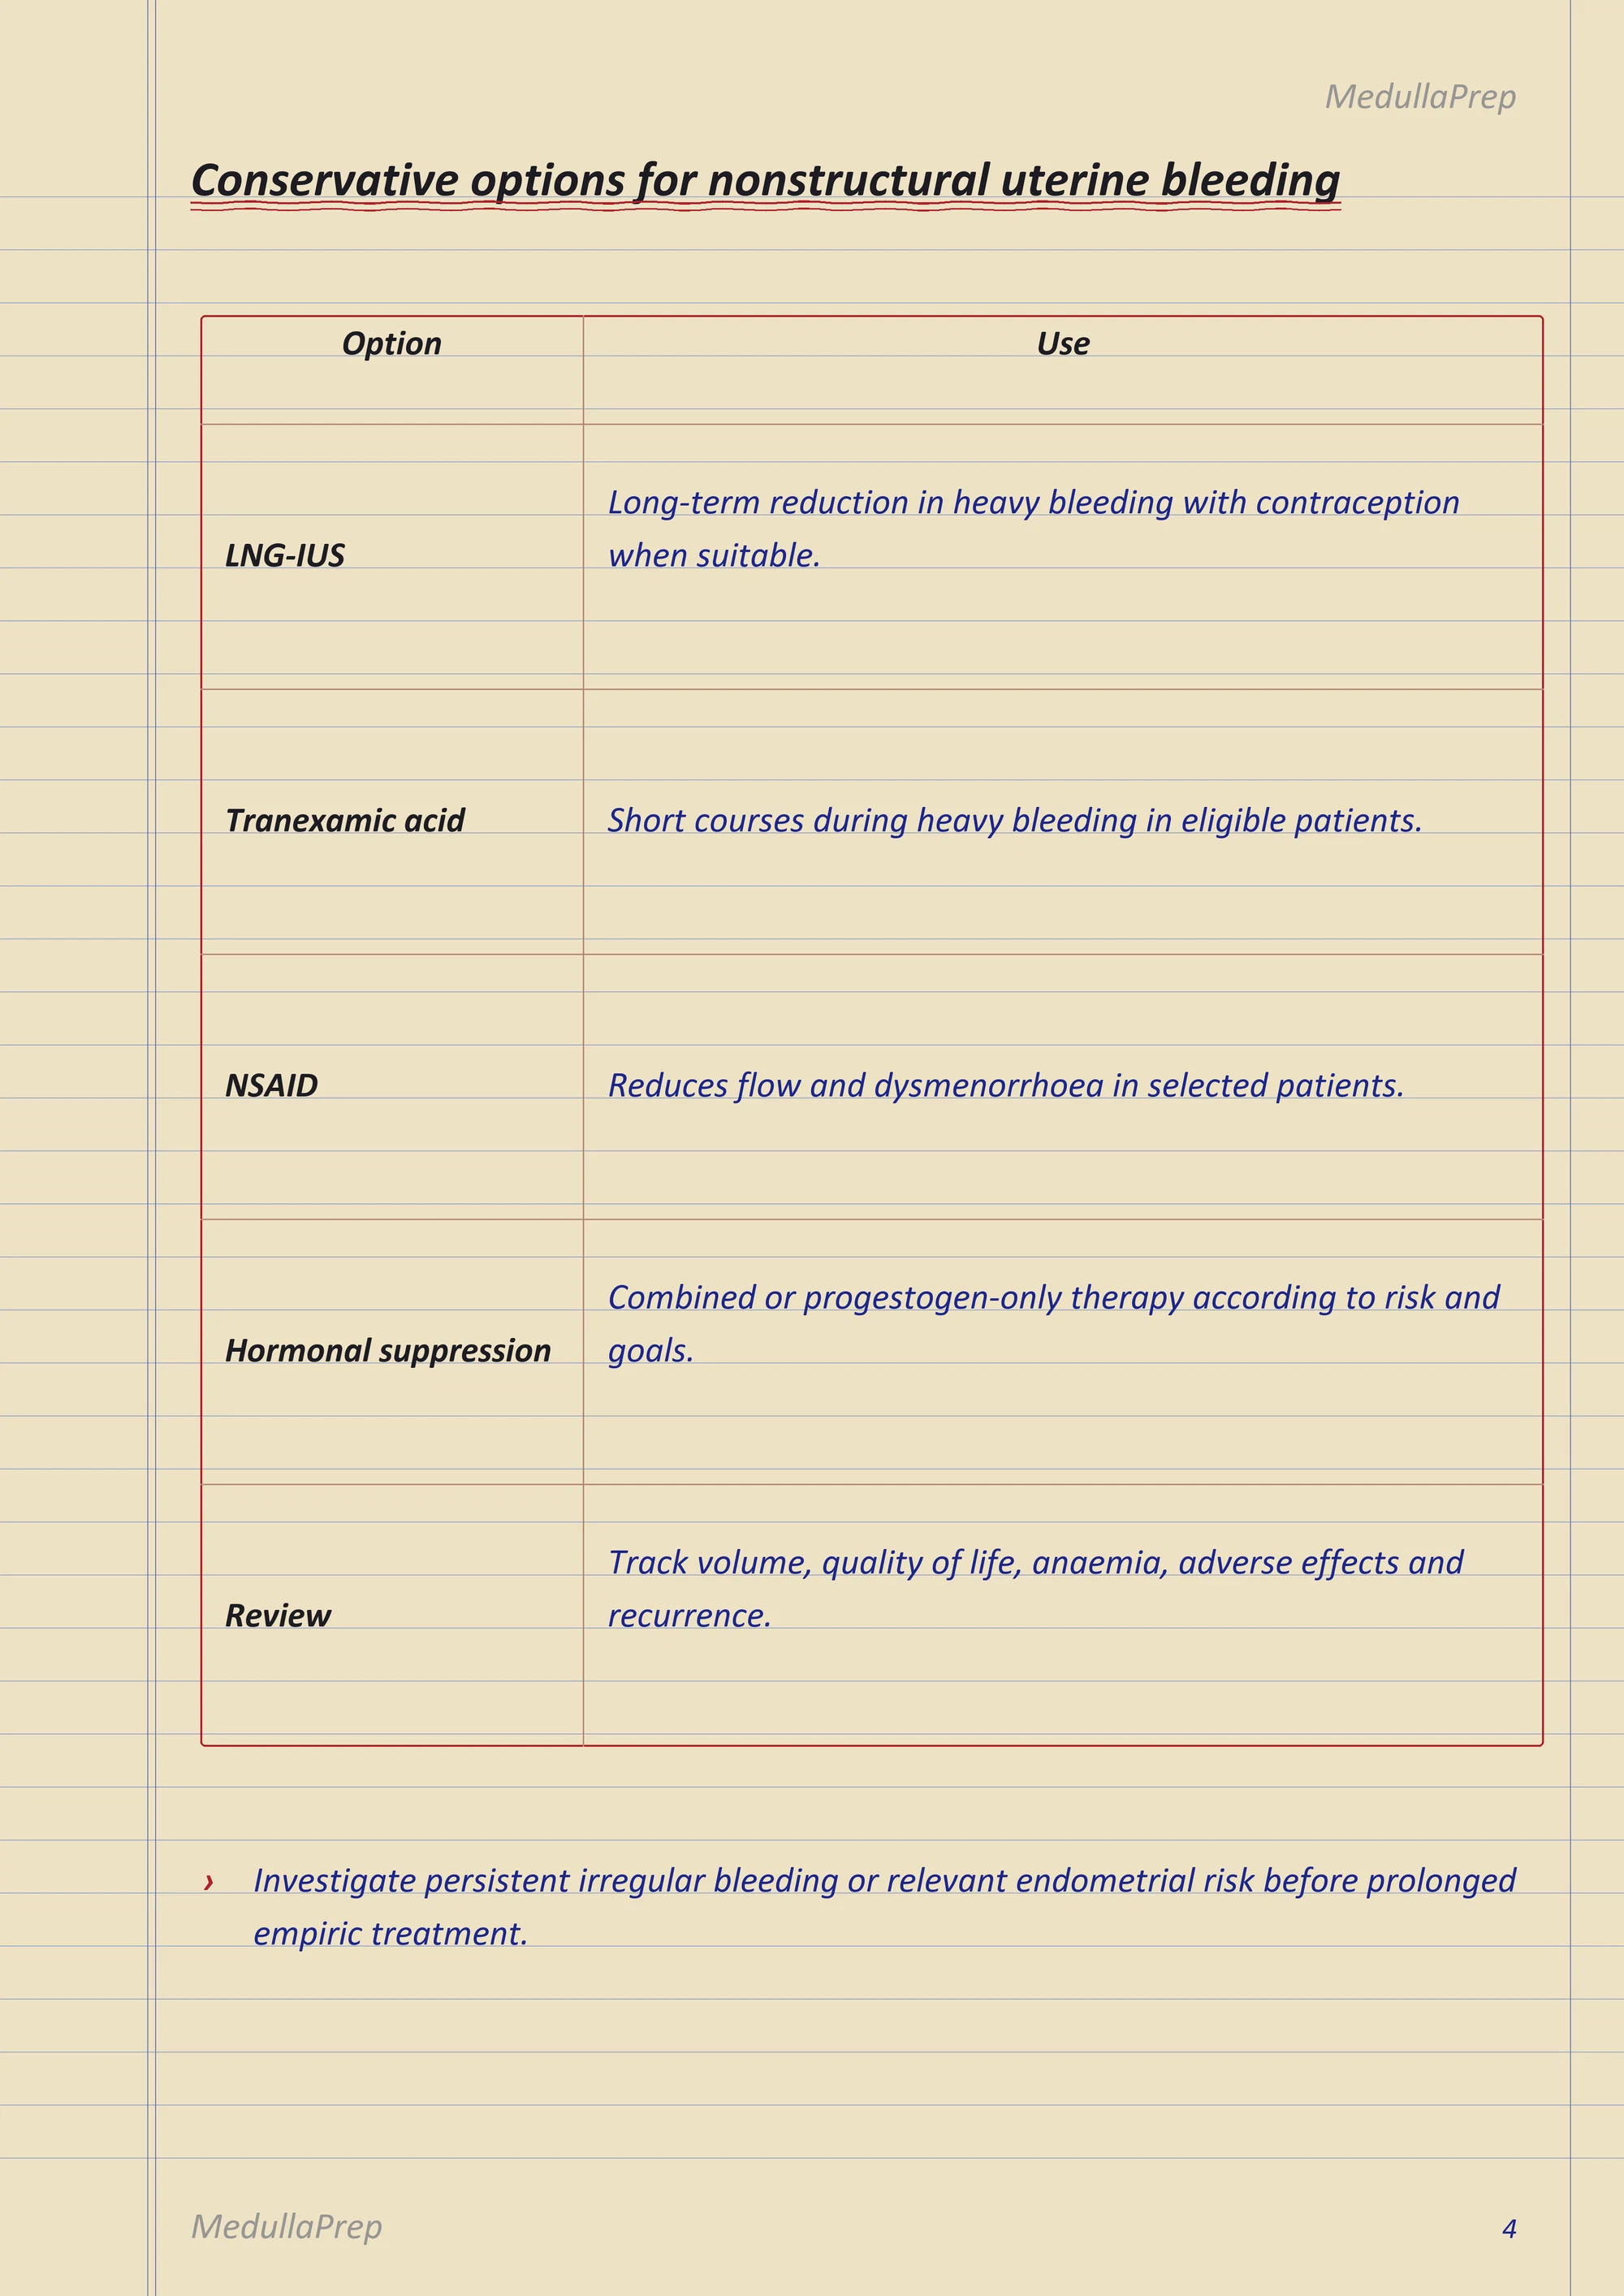 MedullaPrep
Conservative options for nonstructural uterine bleeding
Option Use
Long-term reduction in heavy bleeding with contraception
LNG-IUS when suitable.
Tranexamic acid Short courses during heavy bleeding in eligible patients.
NSAID Reduces flow and dysmenorrhoea in selected patients.
Combined or progestogen-only therapy according to risk and
Hormonal suppression goals.
Track volume, quality of life, anaemia, adverse effects and
Review recurrence.
› Investigate persistent irregular bleeding or relevant endometrial risk before prolonged
empiric treatment.
MedullaPrep 4